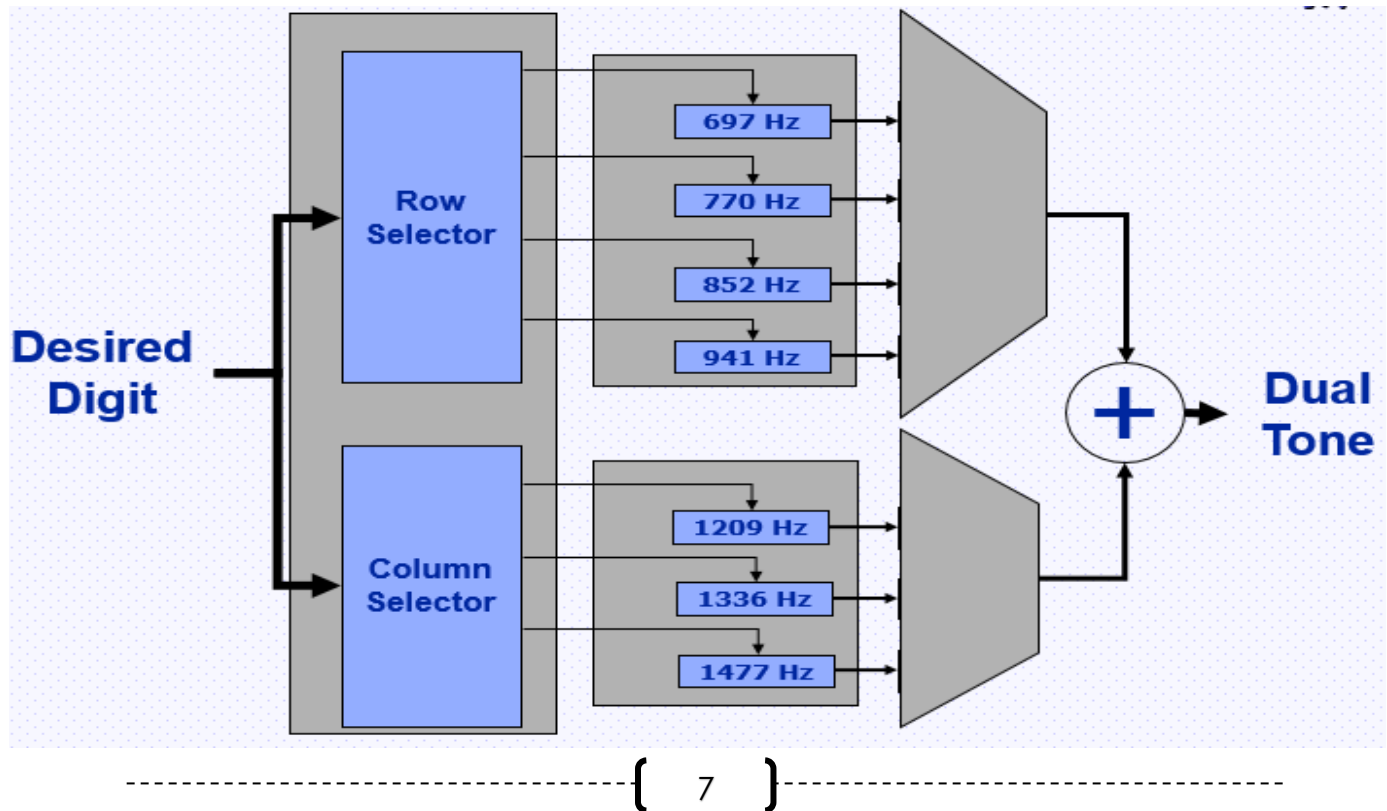 Desired
Digit
Row
Selector
Column
Selector
697 Hz
770 Hz
852 Hz
941 Hz
1209 Hz
1336 Hz
1477 Hz
+
Dual
Tone
7